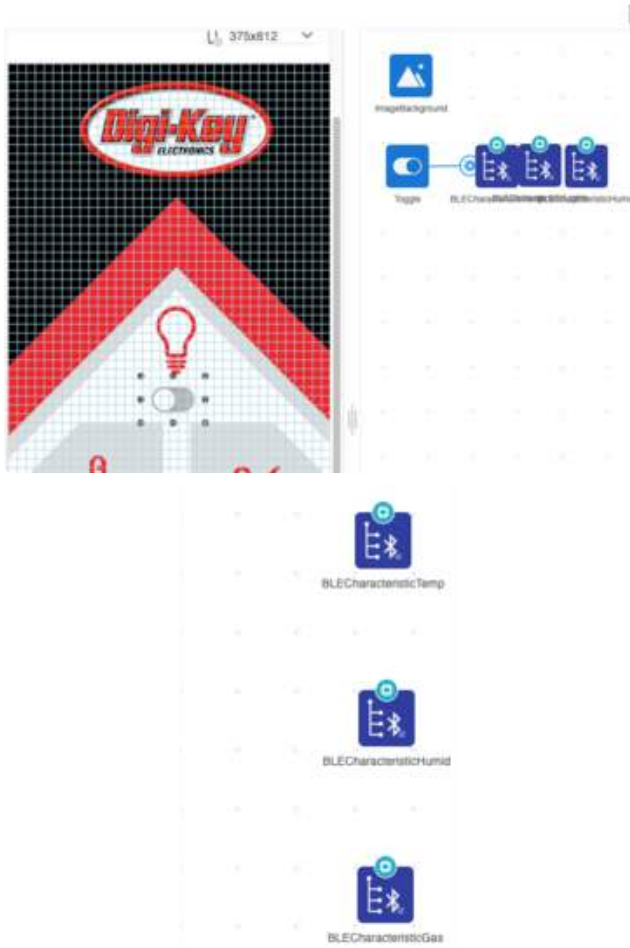 375x812
Digi-Key
ELECTRONICS
ImageBackground
Toggle
BLECharacteristicTemp
BLECharacteristicHumid
BLECharacteristicGas